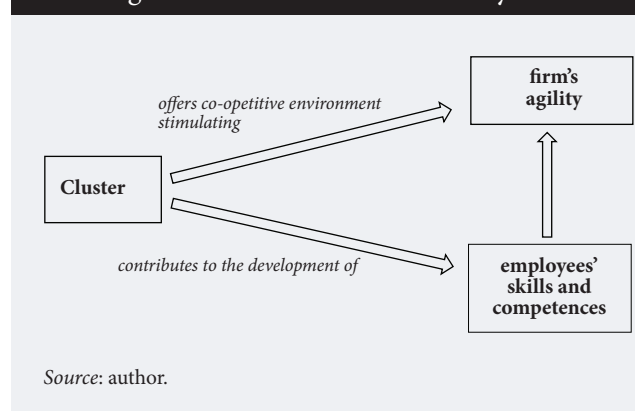 firm's
agility
offers co-opetitive environment
stimulating
Cluster
contributes to the development of
employees'
skills and
competences
Source: author.